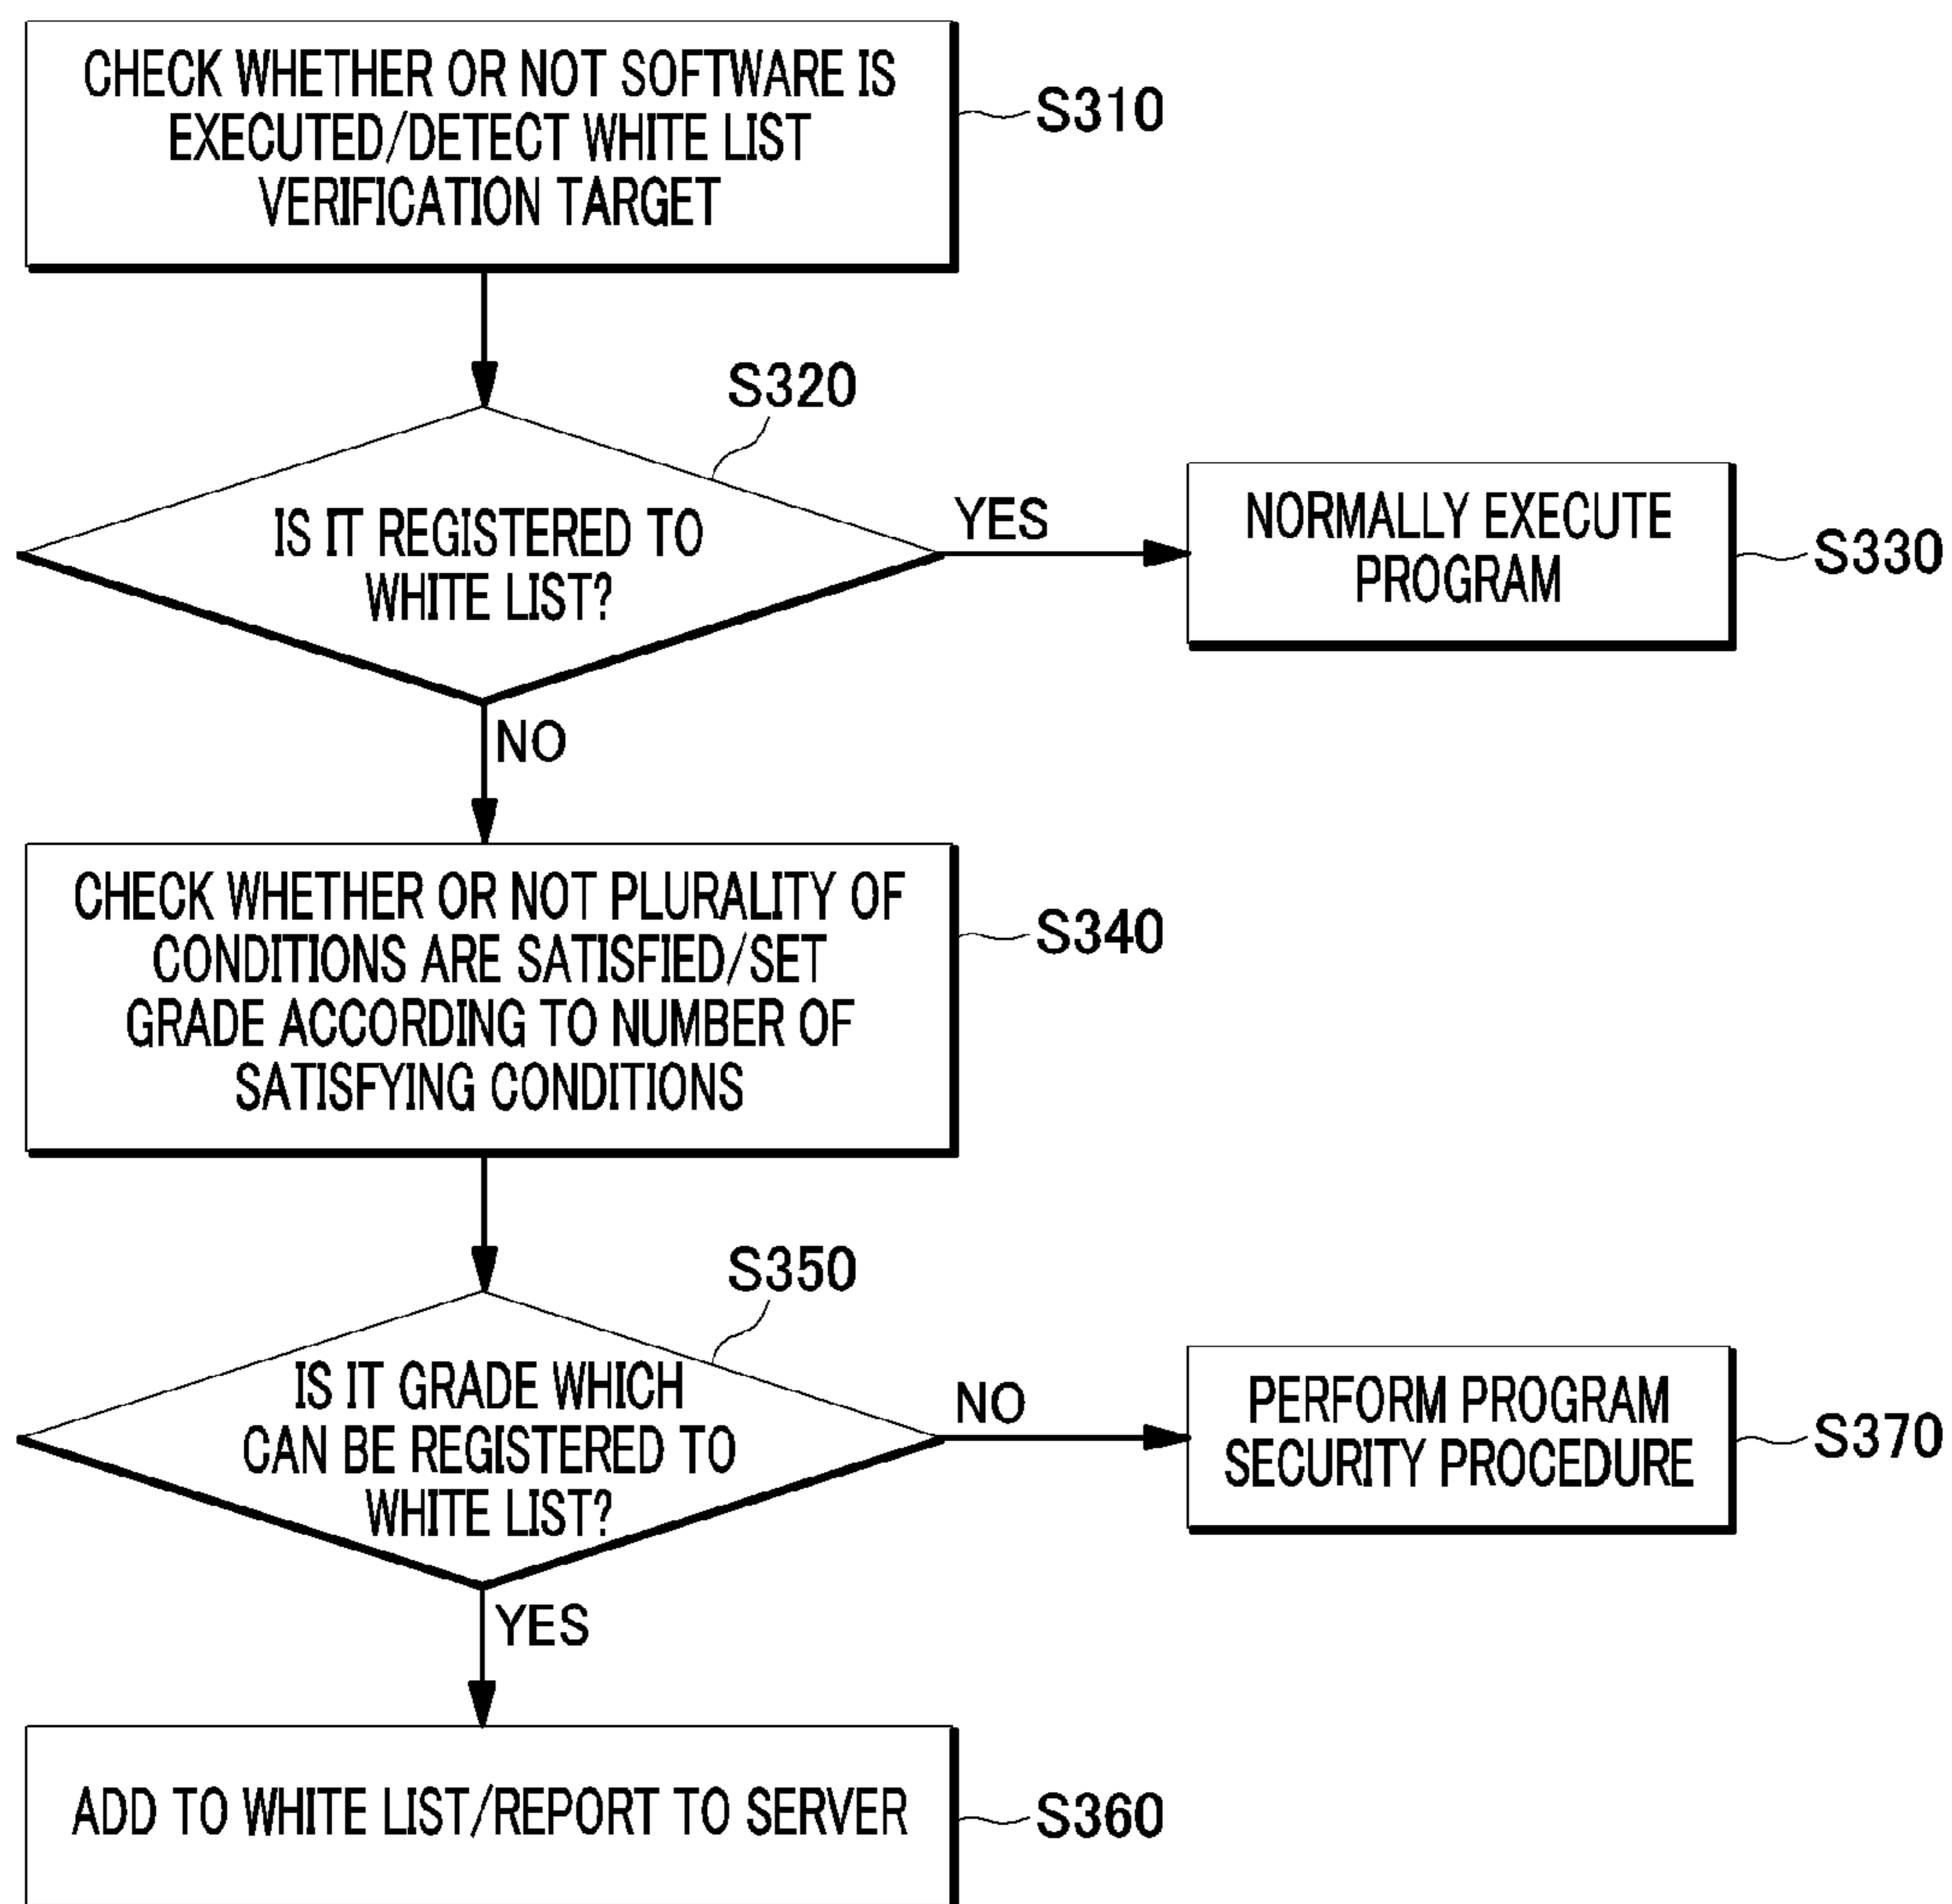 CHECK WHETHER OR NOT SOFTWARE IS
EXECUTED/DETECT WHITE LIST
VERIFICATION TARGET
S310
S320
IS IT REGISTERED TO
WHITE LIST?
YES
NORMALLY EXECUTE
PROGRAM
S330
NO
CHECK WHETHER OR NOT PLURALITY OF
CONDITIONS ARE SATISFIED/SET
GRADE ACCORDING TO NUMBER OF
SATISFYING CONDITIONS
S340
S350
IS IT GRADE WHICH
CAN BE REGISTERED TO
WHITE LIST?
NO
PERFORM PROGRAM
SECURITY PROCEDURE
S370
YES
ADD TO WHITE LIST/REPORT TO SERVER
S360